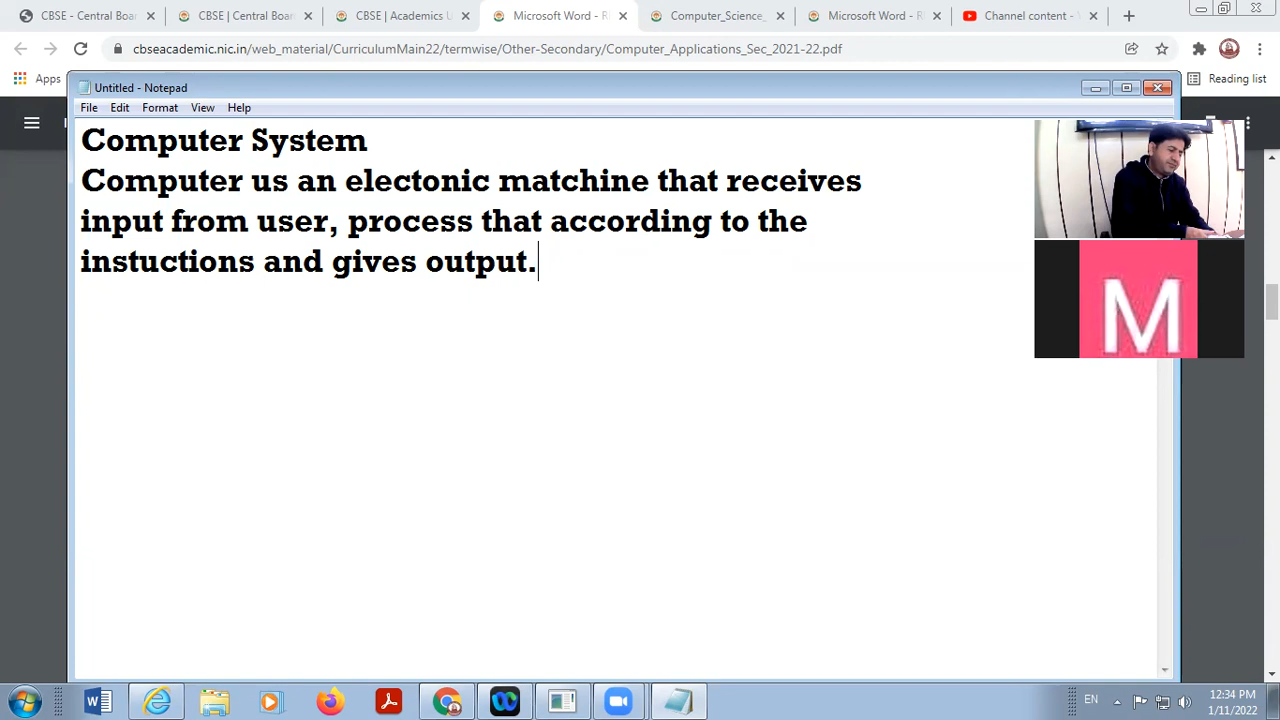 CBSE - Central Board
CBSE | Central Boar
CBSE | Academics U
Microsoft Word - R
Computer_Science_
Microsoft Word - R
Channel content -
cbseacademic.nic.in/web_material/CurriculumMain22/termwise/Other-Secondary/Computer_Applications_Sec_2021-22.pdf
Apps
Reading list
Untitled - Notepad
File Edit Format View Help
Computer System
Computer us an electonic matchine that receives
input from user, process that according to the
instuctions and gives output.
M
EN
12:34 PM
1/11/2022